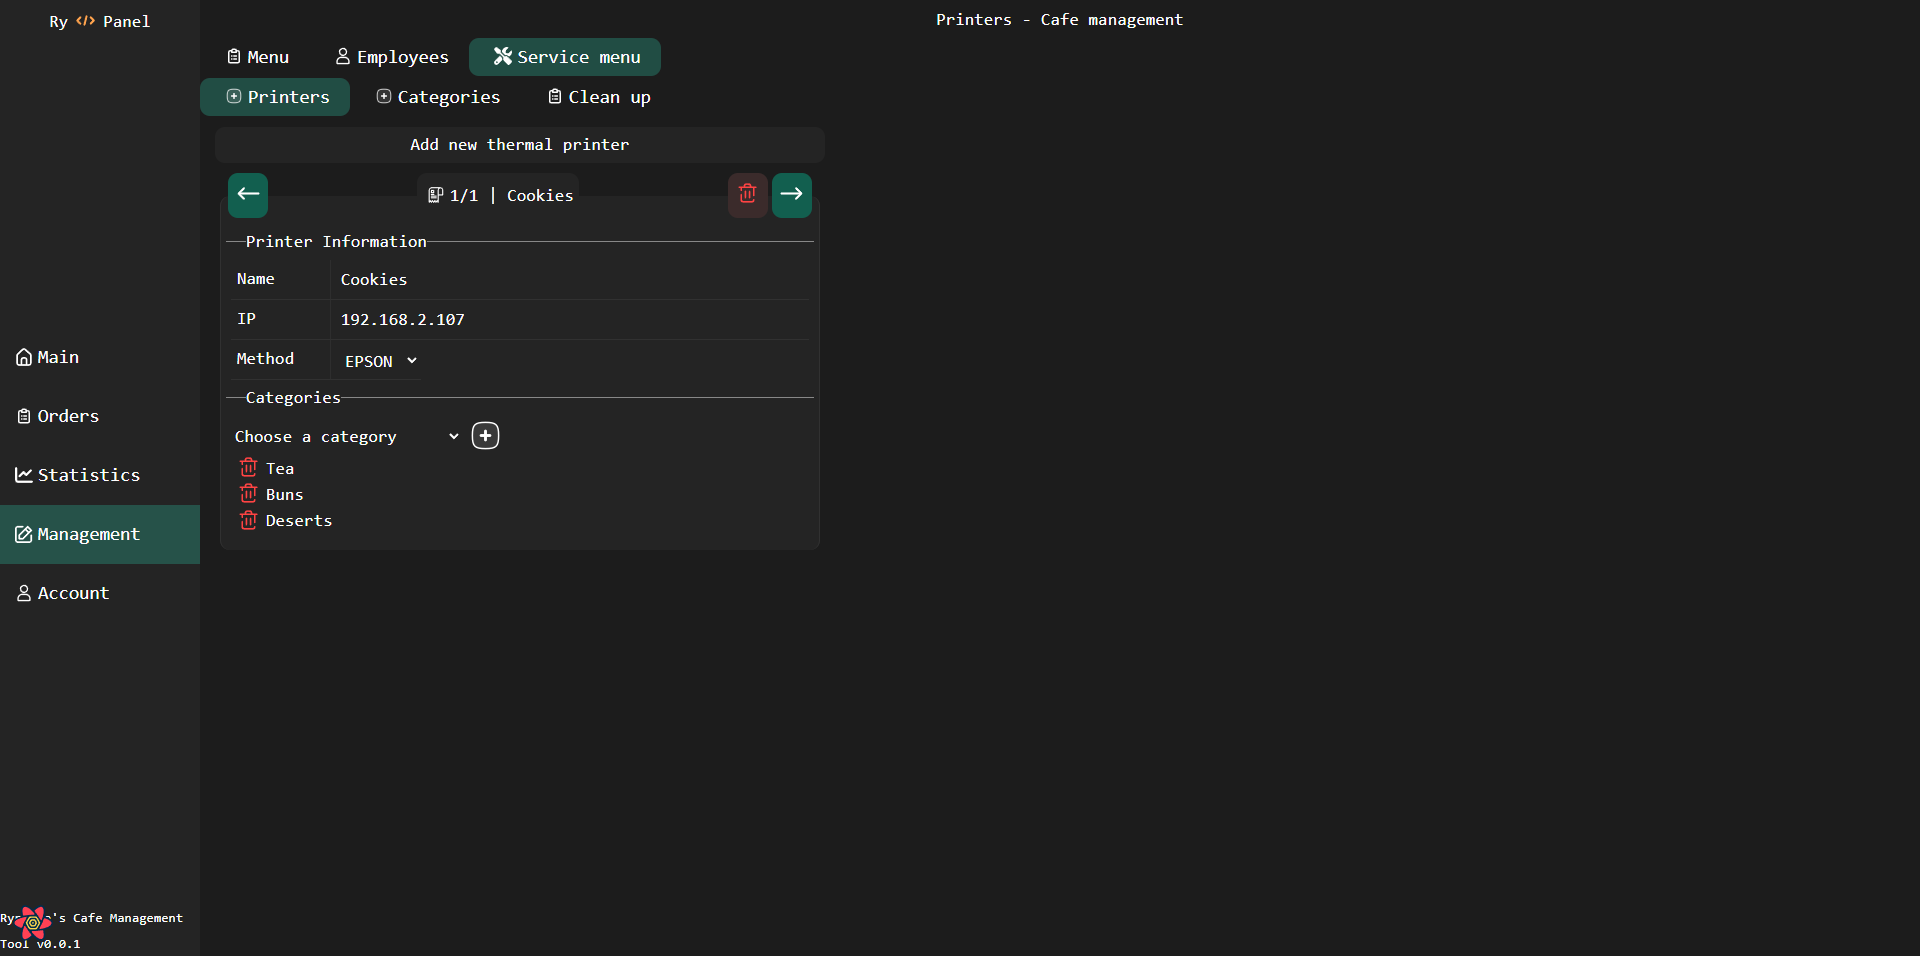 Ry </> Panel
Printers - Cafe management
Menu
Employees
Service menu
Printers
Categories
Clean up
Add new thermal printer
1/1 | Cookies
Printer Information
Name
Cookies
IP
192.168.2.107
Method
EPSON
Categories
Choose a category
Tea
Buns
Deserts
Main
Orders
Statistics
Management
Account
's Cafe Management
Tool v0.0.1